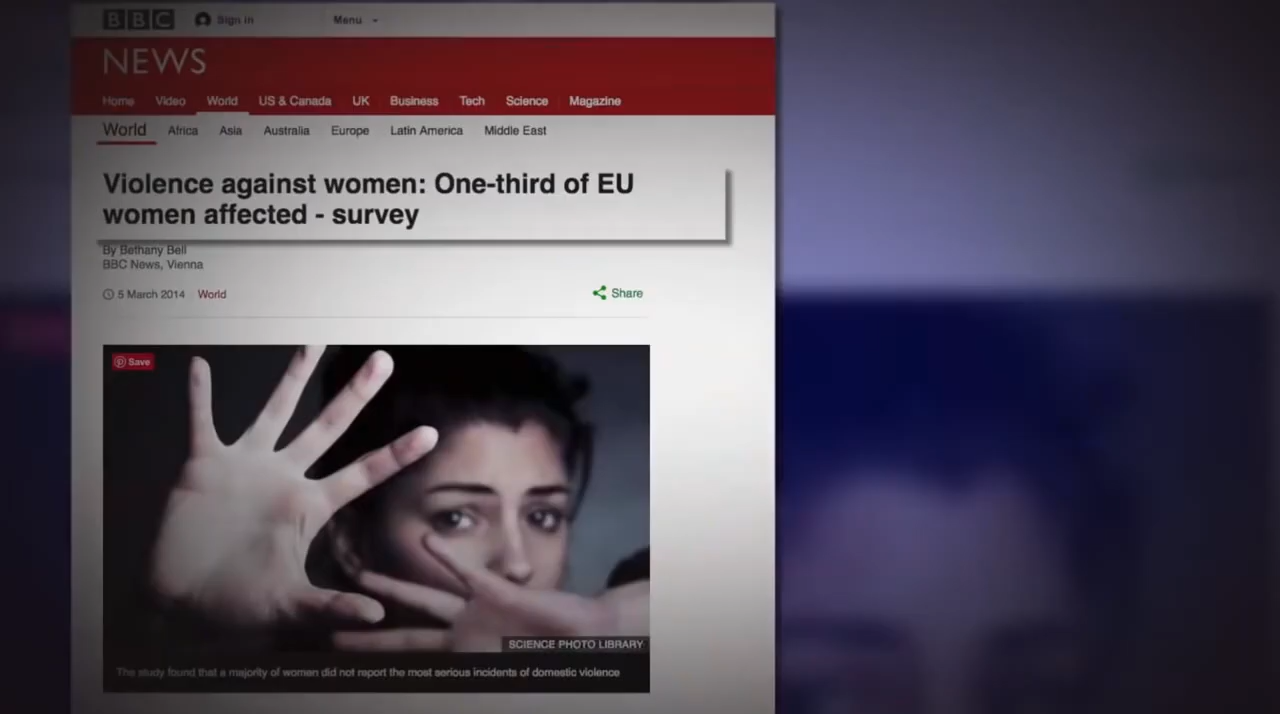 BBC Sign in Menu
NEWS
Home Video World US & Canada UK Business Tech Science Magazine
World Africa Asia Australia Europe Latin America Middle East
Violence against women: One-third of EU
women affected - survey
By Bethany Bell
BBC News, Vienna
5 March 2014 World Share
Save
SCIENCE PHOTO LIBRARY
The study found that a majority of women did not report the most serious incidents of domestic violence